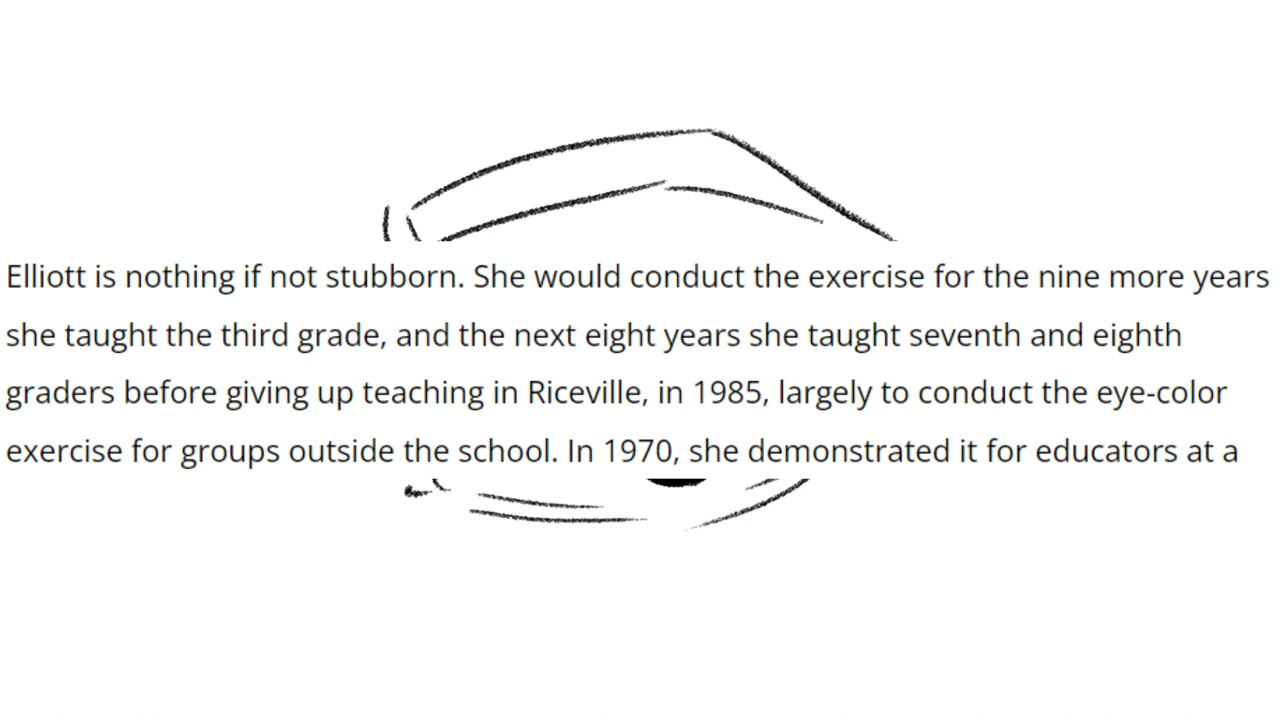 Elliott is nothing if not stubborn. She would conduct the exercise for the nine more years
she taught the third grade, and the next eight years she taught seventh and eighth
graders before giving up teaching in Riceville, in 1985, largely to conduct the eye-color
exercise for groups outside the school. In 1970, she demonstrated it for educators at a